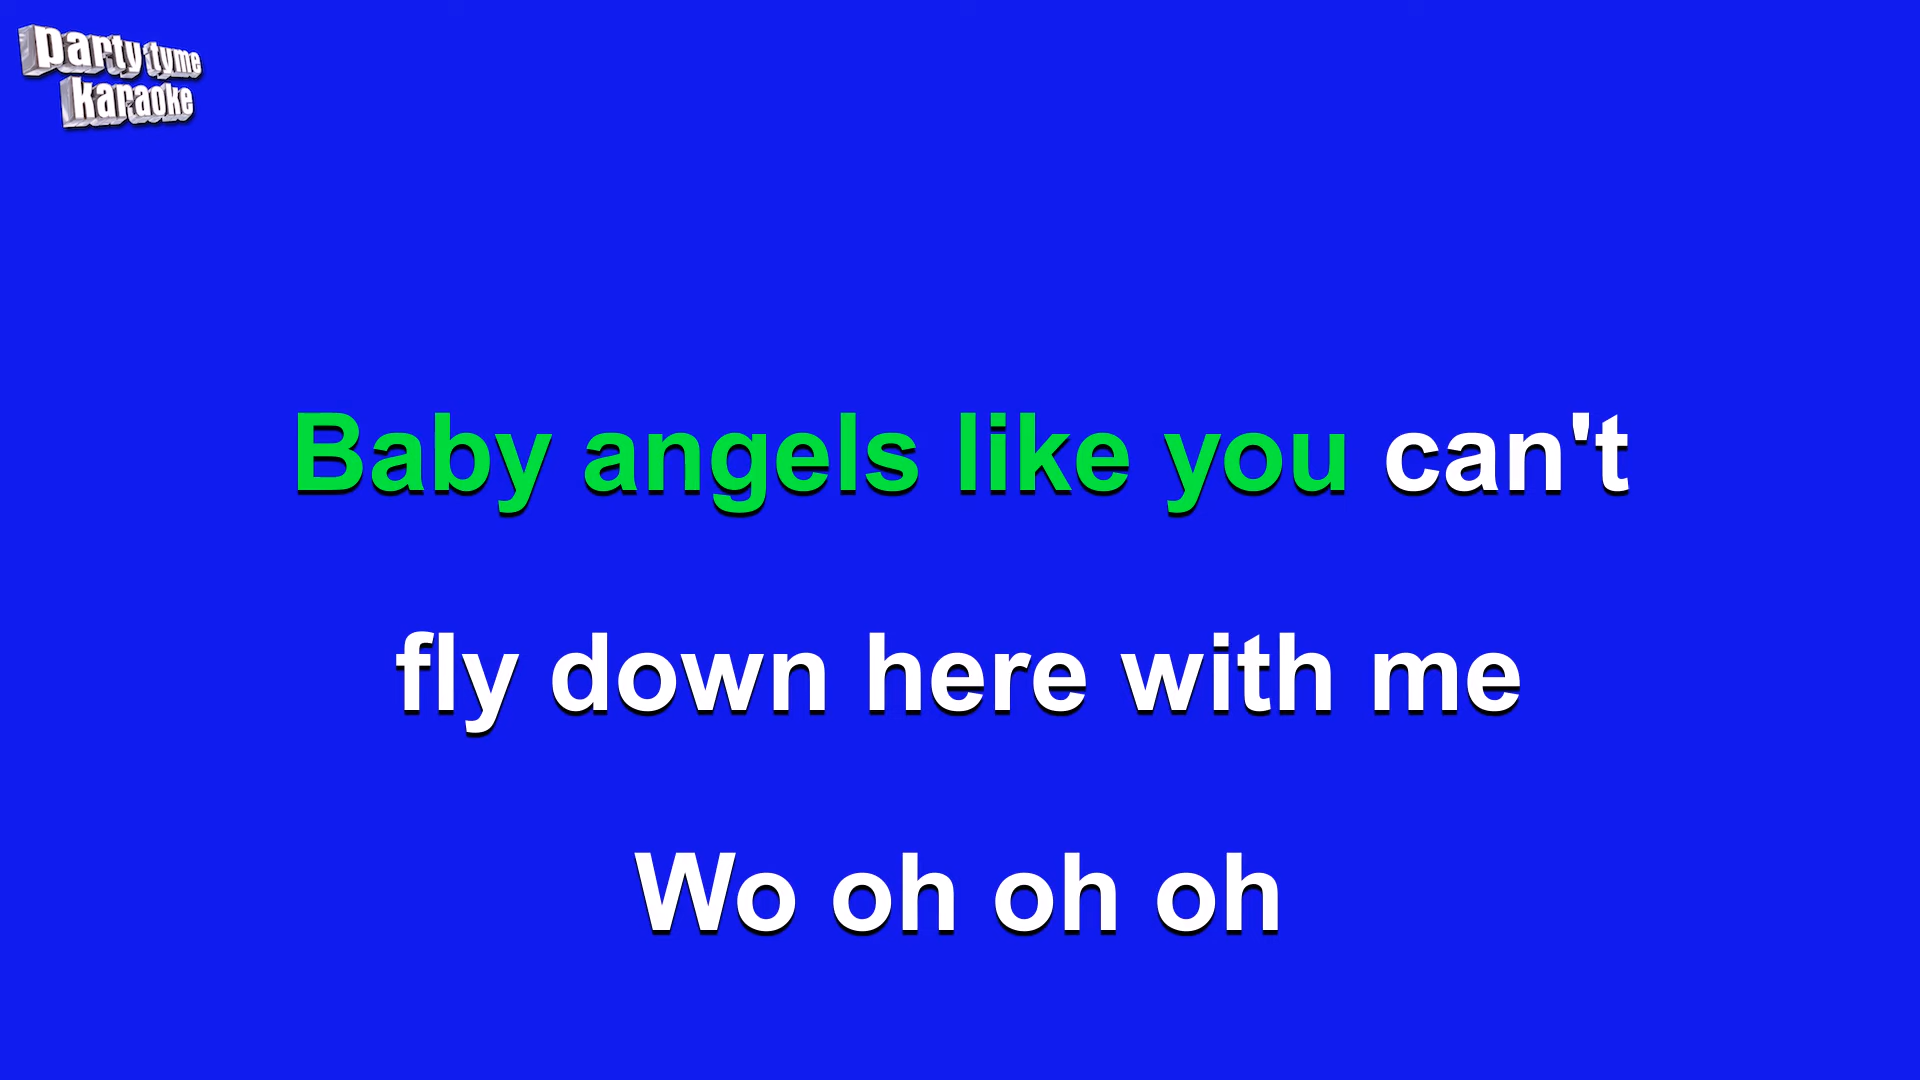 party tyme
karaoke
Baby angels like you can't
fly down here with me
Wo oh oh oh